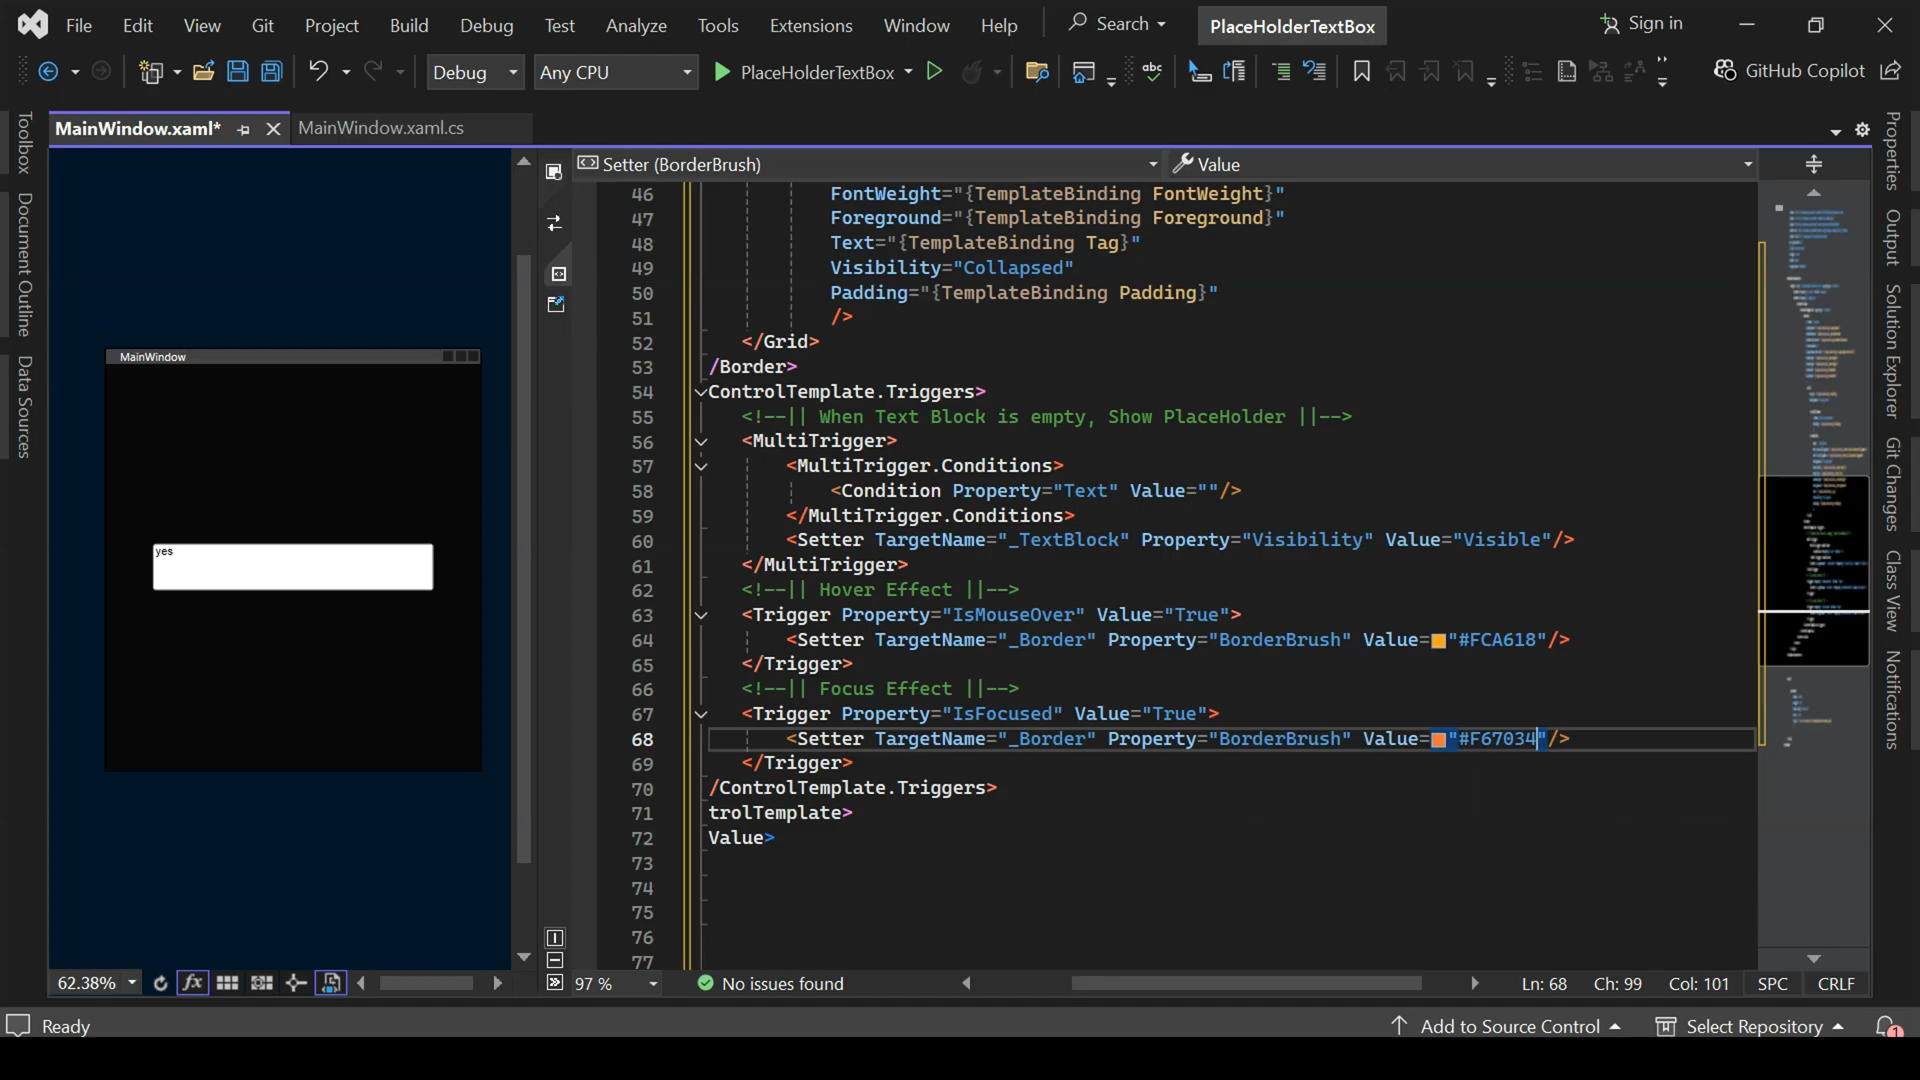 File Edit View Git Project Build Debug Test Analyze Tools Extensions Window Help Search PlaceHolderTextBox Sign in
Debug Any CPU PlaceHolderTextBox GitHub Copilot
MainWindow.xaml* MainWindow.xaml.cs
Toolbox
Document Outline
Data Sources
MainWindow
yes
62.38%
Setter (BorderBrush) Value
46 FontWeight="{TemplateBinding FontWeight}"
47 Foreground="{TemplateBinding Foreground}"
48 Text="{TemplateBinding Tag}"
49 Visibility="Collapsed"
50 Padding="{TemplateBinding Padding}"
51 />
52 </Grid>
53 /Border>
54 ControlTemplate.Triggers>
55 <!--|| When Text Block is empty, Show PlaceHolder ||-->
56 <MultiTrigger>
57 <MultiTrigger.Conditions>
58 <Condition Property="Text" Value=""/>
59 </MultiTrigger.Conditions>
60 <Setter TargetName="_TextBlock" Property="Visibility" Value="Visible"/>
61 </MultiTrigger>
62 <!--|| Hover Effect ||-->
63 <Trigger Property="IsMouseOver" Value="True">
64 <Setter TargetName="_Border" Property="BorderBrush" Value="#FCA618"/>
65 </Trigger>
66 <!--|| Focus Effect ||-->
67 <Trigger Property="IsFocused" Value="True">
68 <Setter TargetName="_Border" Property="BorderBrush" Value="#F67034"/>
69 </Trigger>
70 /ControlTemplate.Triggers>
71 trolTemplate>
72 Value>
73
74
75
76
77
97 % No issues found Ln: 68 Ch: 99 Col: 101 SPC CRLF
Properties
Output
Solution Explorer
Git Changes
Class View
Notifications
Ready Add to Source Control Select Repository 1